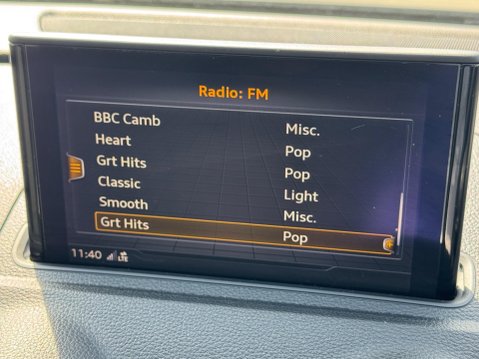 Radio: FM
BBC Camb Misc.
Heart Pop
Grt Hits Pop
Classic Light
Smooth Misc.
Grt Hits Pop
11:40 LTE